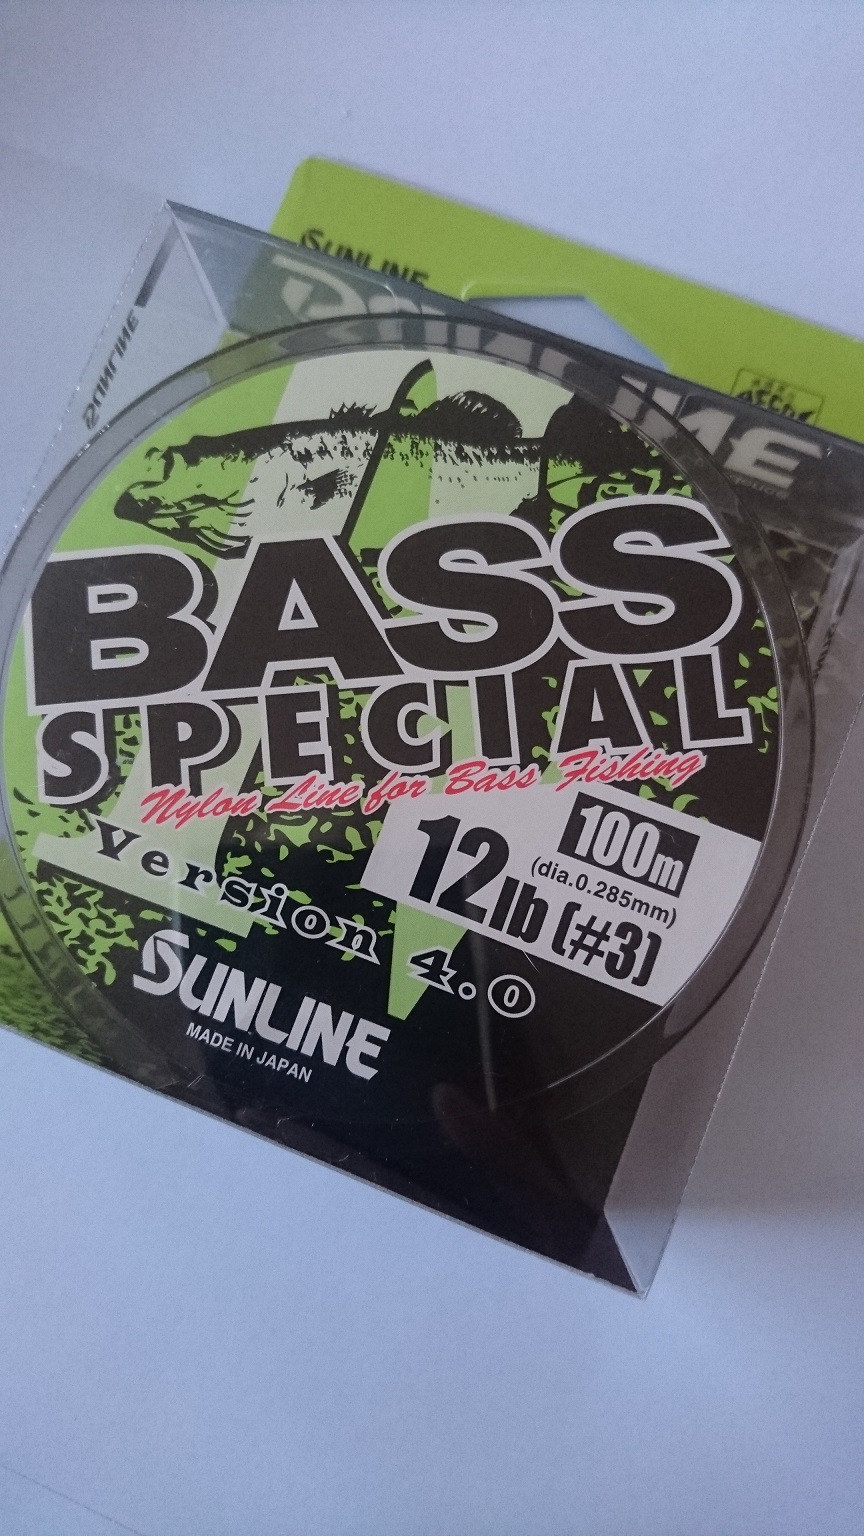 SUNLINE
SUNLINE
BASS
SPECIAL
Nylon Line for Bass Fishing
100m
(dia.0.285mm)
12lb (#3)
Version 4.0
SUNLINE
MADE IN JAPAN